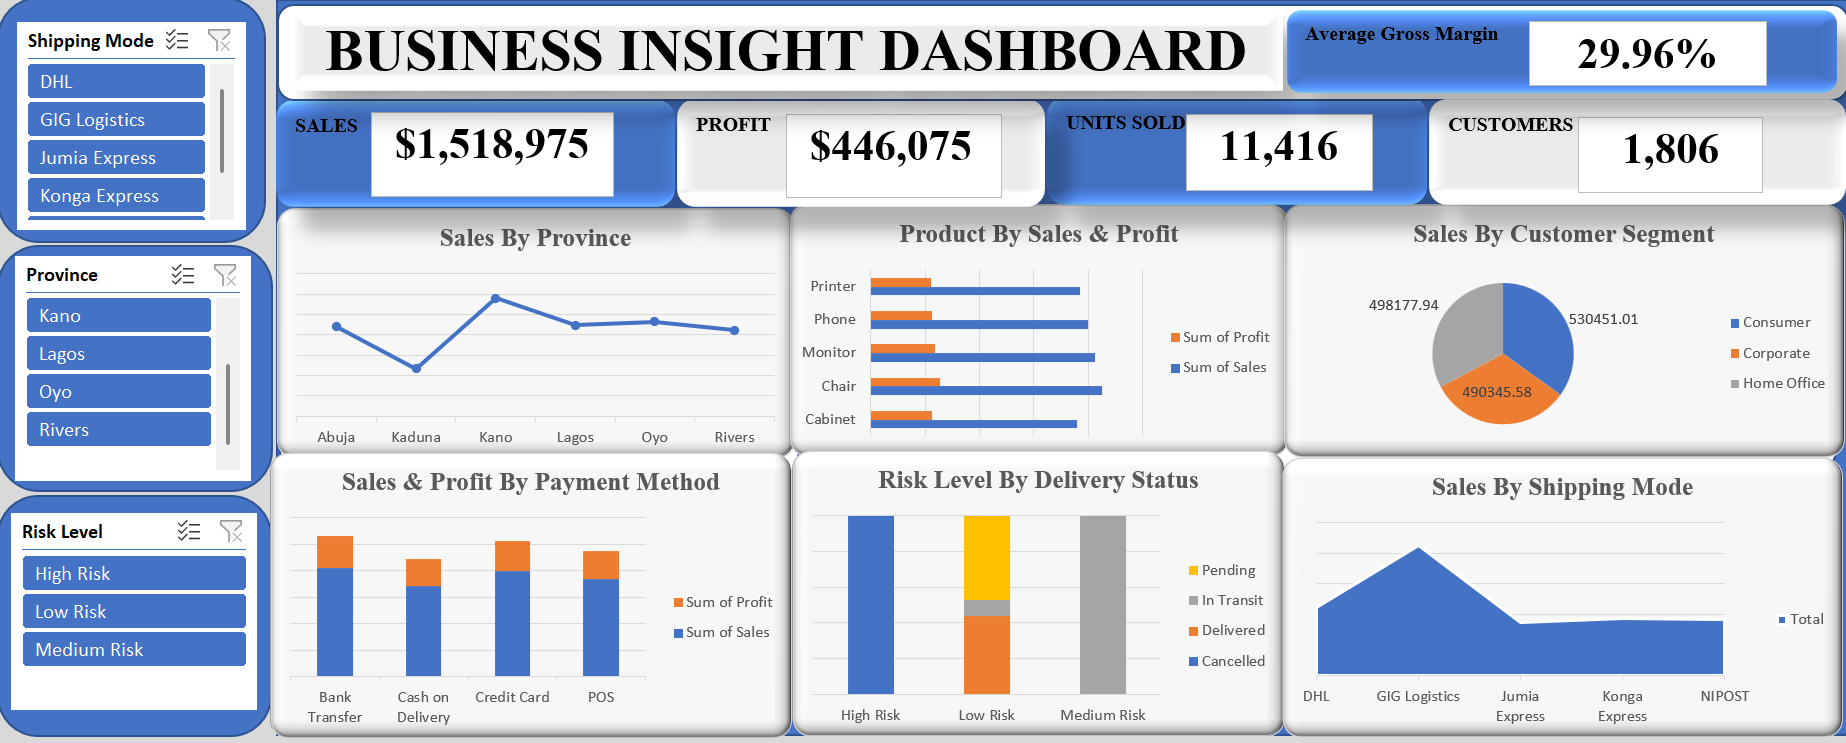 Shipping Mode
DHL
GIG Logistics
Jumia Express
Konga Express
Province
Kano
Lagos
Oyo
Rivers
Risk Level
High Risk
Low Risk
Medium Risk
BUSINESS INSIGHT DASHBOARD
Average Gross Margin
29.96%
SALES
$1,518,975
PROFIT
$446,075
UNITS SOLD
11,416
CUSTOMERS
1,806
Sales By Province
Abuja Kaduna Kano Lagos Oyo Rivers
Product By Sales & Profit
Printer
Phone
Monitor
Chair
Cabinet
Sum of Profit
Sum of Sales
Sales By Customer Segment
498177.94
530451.01
490345.58
Consumer
Corporate
Home Office
Sales & Profit By Payment Method
Sum of Profit
Sum of Sales
Bank Transfer
Cash on Delivery
Credit Card
POS
Risk Level By Delivery Status
Pending
In Transit
Delivered
Cancelled
High Risk Low Risk Medium Risk
Sales By Shipping Mode
Total
DHL
GIG Logistics
Jumia Express
Konga Express
NIPOST